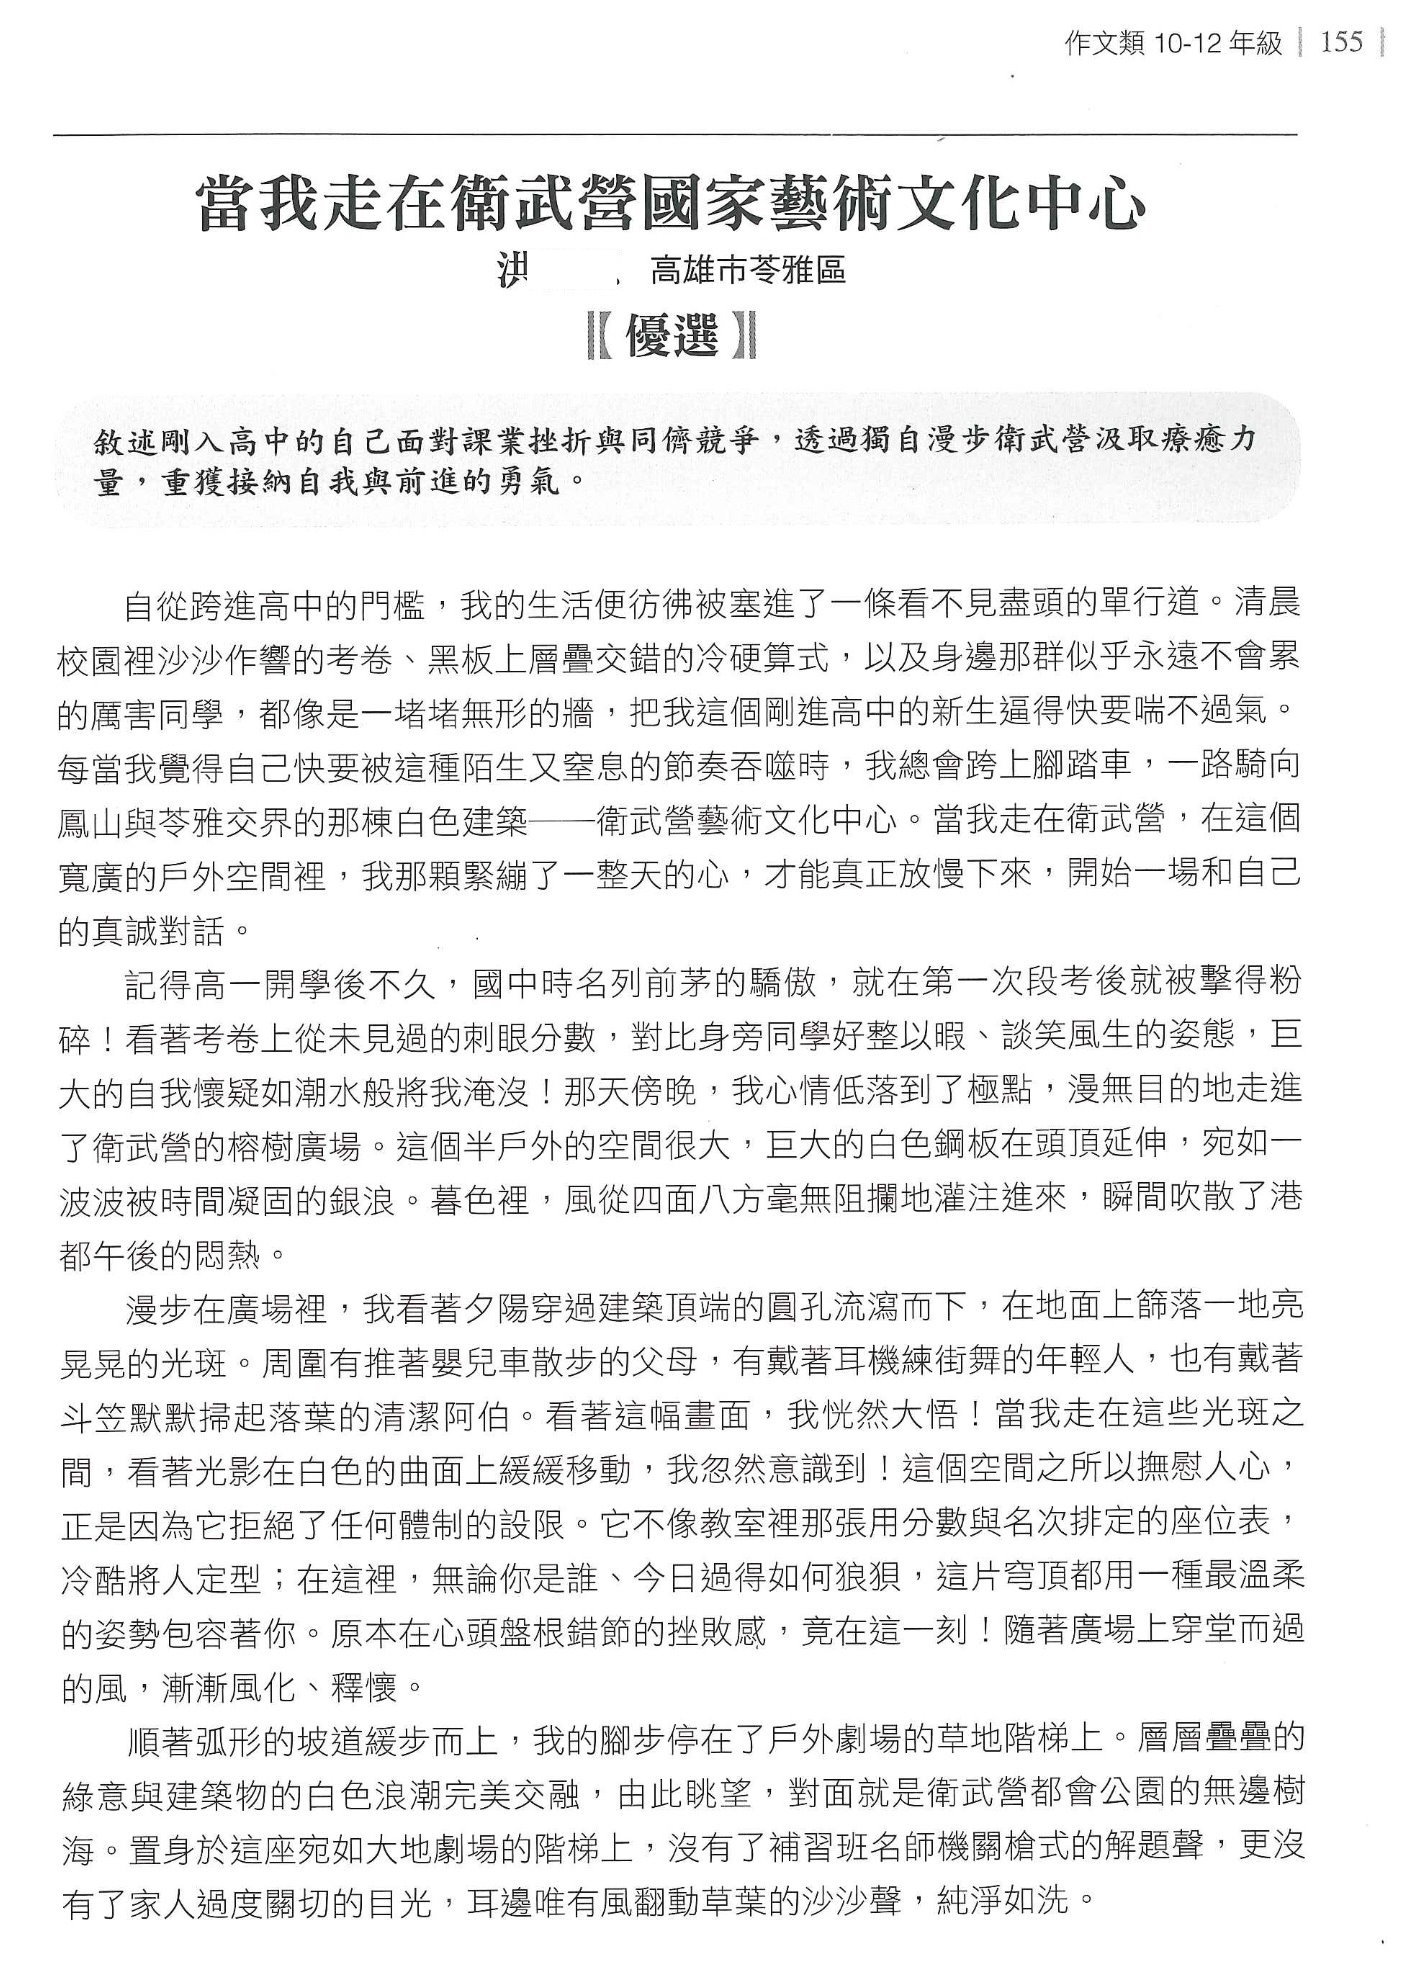 作文類 10-12 年級 155
當我走在衛武營國家藝術文化中心
洪 高雄市苓雅區
【優選】
敘述剛入高中的自己面對課業挫折與同儕競爭，透過獨自漫步衛武營汲取療癒力
量，重獲接納自我與前進的勇氣。
自從跨進高中的門檻，我的生活便彷彿被塞進了一條看不見盡頭的單行道。清晨
校園裡沙沙作響的考卷、黑板上層疊交錯的冷硬算式，以及身邊那群似乎永遠不會累
的厲害同學，都像是一堵堵無形的牆，把我這個剛進高中的新生逼得快要喘不過氣。
每當我覺得自己快要被這種陌生又窒息的節奏吞噬時，我總會跨上腳踏車，一路騎向
鳳山與苓雅交界的那棟白色建築——衛武營藝術文化中心。當我走在衛武營，在這個
寬廣的戶外空間裡，我那顆緊繃了一整天的心，才能真正放慢下來，開始一場和自己
的真誠對話。
記得高一開學後不久，國中時名列前茅的驕傲，就在第一次段考後就被擊得粉
碎！看著考卷上從未見過的刺眼分數，對比身旁同學好整以暇、談笑風生的姿態，巨
大的自我懷疑如潮水般將我淹沒！那天傍晚，我心情低落到了極點，漫無目的地走進
了衛武營的榕樹廣場。這個半戶外的空間很大，巨大的白色鋼板在頭頂延伸，宛如一
波波被時間凝固的銀浪。暮色裡，風從四面八方毫無阻攔地灌注進來，瞬間吹散了港
都午後的悶熱。
漫步在廣場裡，我看著夕陽穿過建築頂端的圓孔流瀉而下，在地面上篩落一地亮
晃晃的光斑。周圍有推著嬰兒車散步的父母，有戴著耳機練街舞的年輕人，也有戴著
斗笠默默掃起落葉的清潔阿伯。看著這幅畫面，我恍然大悟！當我走在這些光斑之
間，看著光影在白色的曲面上緩緩移動，我忽然意識到！這個空間之所以撫慰人心，
正是因為它拒絕了任何體制的設限。它不像教室裡那張用分數與名次排定的座位表，
冷酷將人定型；在這裡，無論你是誰、今日過得如何狼狽，這片穹頂都用一種最溫柔
的姿勢包容著你。原本在心頭盤根錯節的挫敗感，竟在這一刻！隨著廣場上穿堂而過
的風，漸漸風化、釋懷。
順著弧形的坡道緩步而上，我的腳步停在了戶外劇場的草地階梯上。層層疊疊的
綠意與建築物的白色浪潮完美交融，由此眺望，對面就是衛武營都會公園的無邊樹
海。置身於這座宛如大地劇場的階梯上，沒有了補習班名師機關槍式的解題聲，更沒
有了家人過度關切的目光，耳邊唯有風翻動草葉的沙沙聲，純淨如洗。